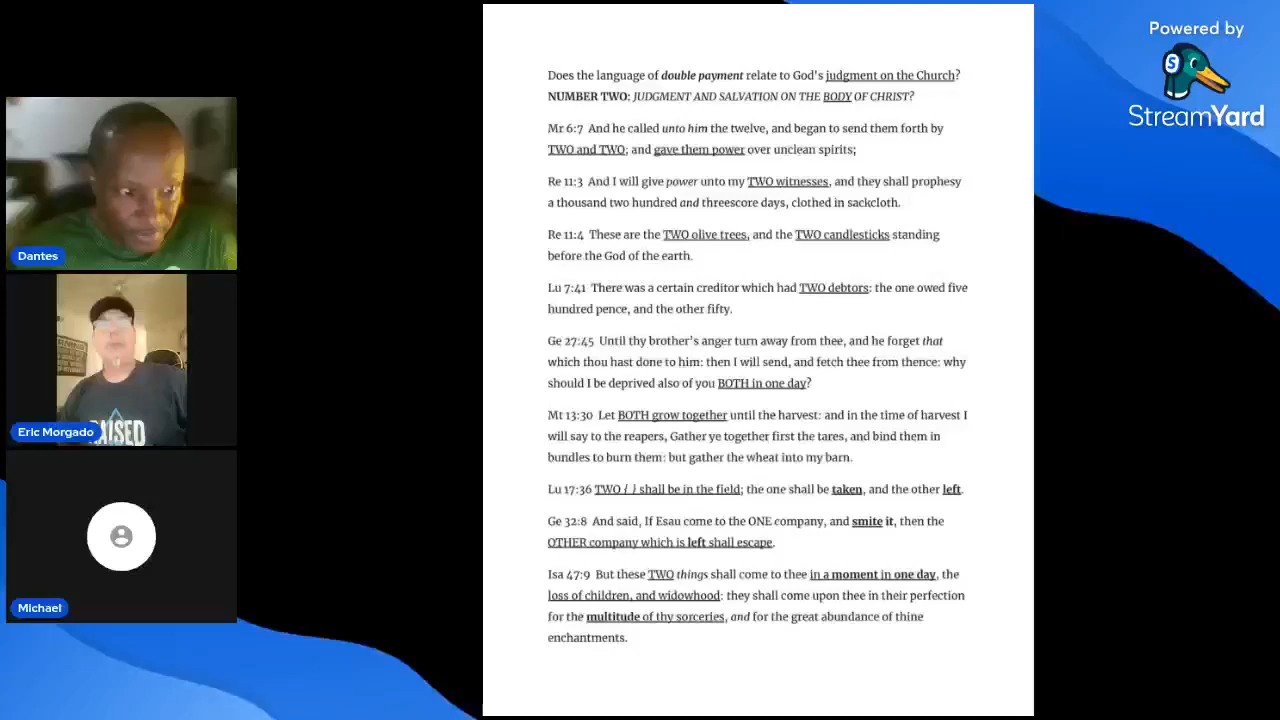 Powered by
StreamYard
Does the language of double payment relate to God's judgment on the Church?
NUMBER TWO: JUDGMENT AND SALVATION ON THE BODY OF CHRIST?
Mr 6:7 And he called unto him the twelve, and began to send them forth by
TWO and TWO; and gave them power over unclean spirits;
Re 11:3 And I will give power unto my TWO witnesses, and they shall prophesy
a thousand two hundred and threescore days, clothed in sackcloth.
Re 11:4 These are the TWO olive trees, and the TWO candlesticks standing
before the God of the earth.
Lu 7:41 There was a certain creditor which had TWO debtors: the one owed five
hundred pence, and the other fifty.
Ge 27:45 Until thy brother's anger turn away from thee, and he forget that
which thou hast done to him: then I will send, and fetch thee from thence: why
should I be deprived also of you BOTH in one day?
Mt 13:30 Let BOTH grow together until the harvest: and in the time of harvest I
will say to the reapers, Gather ye together first the tares, and bind them in
bundles to burn them: but gather the wheat into my barn.
Lu 17:36 TWO { } shall be in the field; the one shall be taken, and the other left.
Ge 32:8 And said, If Esau come to the ONE company, and smite it, then the
OTHER company which is left shall escape.
Isa 47:9 But these TWO things shall come to thee in a moment in one day, the
loss of children, and widowhood: they shall come upon thee in their perfection
for the multitude of thy sorceries, and for the great abundance of thine
enchantments.
Dantes
RAISED
Eric Morgado
Michael